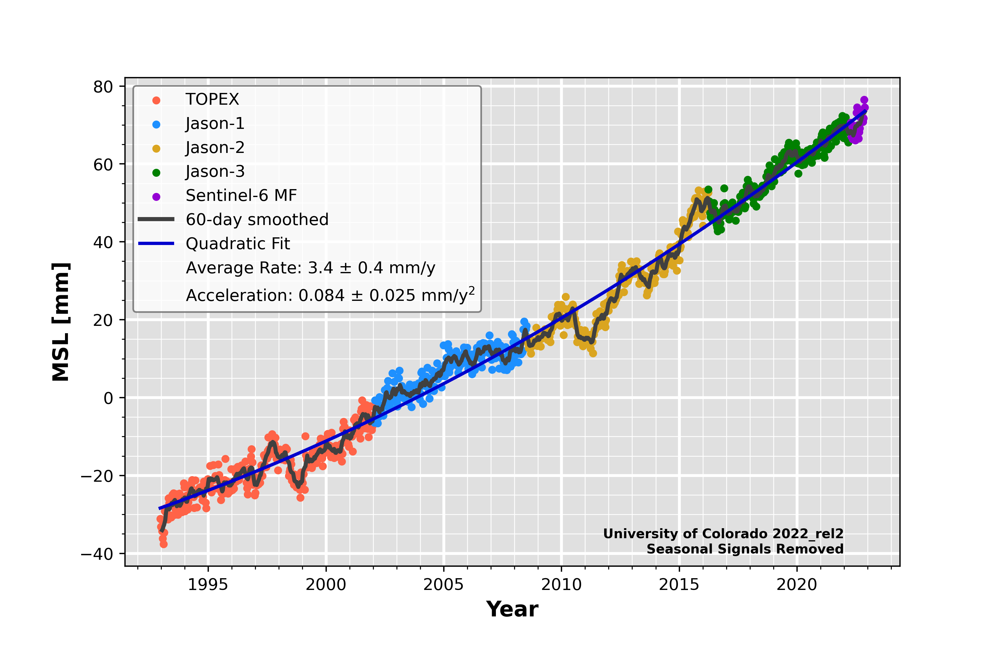 80
60
40
20
0
−20
−40
MSL [mm]
TOPEX
Jason-1
Jason-2
Jason-3
Sentinel-6 MF
60-day smoothed
Quadratic Fit
Average Rate: 3.4 ± 0.4 mm/y
Acceleration: 0.084 ± 0.025 mm/y²
University of Colorado 2022_rel2
Seasonal Signals Removed
1995 2000 2005 2010 2015 2020
Year